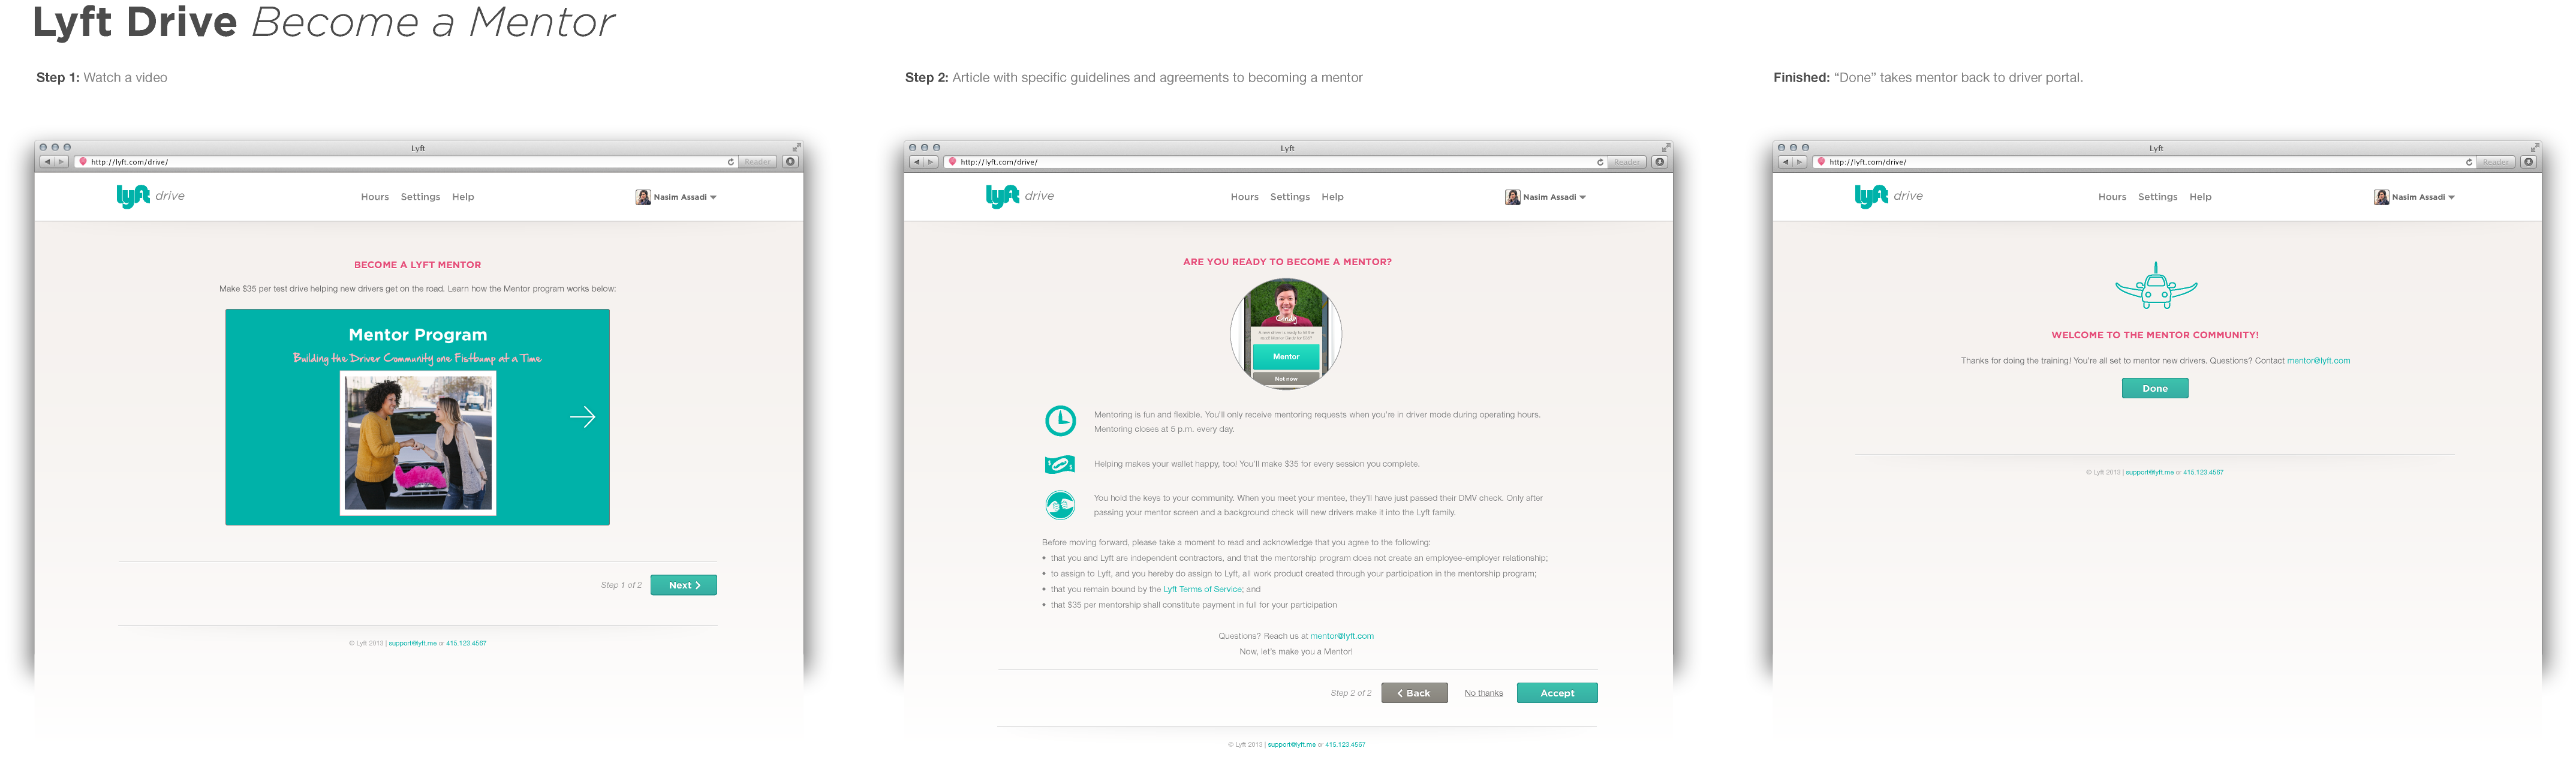 Lyft Drive Become a Mentor
Step 1: Watch a video
Lyft
http://lyft.com/drive/
Reader
lyft drive
Hours Settings Help
Nasim Assadi
BECOME A LYFT MENTOR
Make $35 per test drive helping new drivers get on the road. Learn how the Mentor program works below:
Mentor Program
Building the Driver Community one Fistbump at a Time
Step 1 of 2
Next
© Lyft 2013 | support@lyft.me or 415.123.4567
Step 2: Article with specific guidelines and agreements to becoming a mentor
Lyft
http://lyft.com/drive/
Reader
lyft drive
Hours Settings Help
Nasim Assadi
ARE YOU READY TO BECOME A MENTOR?
Mentor
Not now
Mentoring is fun and flexible. You'll only receive mentoring requests when you're in driver mode during operating hours.
Mentoring closes at 5 p.m. every day.
Helping makes your wallet happy, too! You'll make $35 for every session you complete.
You hold the keys to your community. When you meet your mentee, they'll have just passed their DMV check. Only after
passing your mentor screen and a background check will new drivers make it into the Lyft family.
Before moving forward, please take a moment to read and acknowledge that you agree to the following:
• that you and Lyft are independent contractors, and that the mentorship program does not create an employee-employer relationship;
• to assign to Lyft, and you hereby do assign to Lyft, all work product created through your participation in the mentorship program;
• that you remain bound by the Lyft Terms of Service; and
• that $35 per mentorship shall constitute payment in full for your participation
Questions? Reach us at mentor@lyft.com
Now, let's make you a Mentor!
Step 2 of 2
Back
No thanks
Accept
© Lyft 2013 | support@lyft.me or 415.123.4567
Finished: “Done” takes mentor back to driver portal.
Lyft
http://lyft.com/drive/
Reader
lyft drive
Hours Settings Help
Nasim Assadi
WELCOME TO THE MENTOR COMMUNITY!
Thanks for doing the training! You're all set to mentor new drivers. Questions? Contact mentor@lyft.com
Done
© Lyft 2013 | support@lyft.me or 415.123.4567